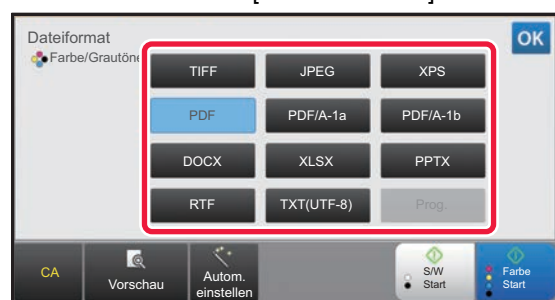 Dateiformat
OK
Farbe/Grautöne
TIFF JPEG XPS
PDF PDF/A-1a PDF/A-1b
DOCX XLSX PPTX
RTF TXT(UTF-8) Prog.
CA
Vorschau
Autom.
einstellen
S/W
Start
Farbe
Start